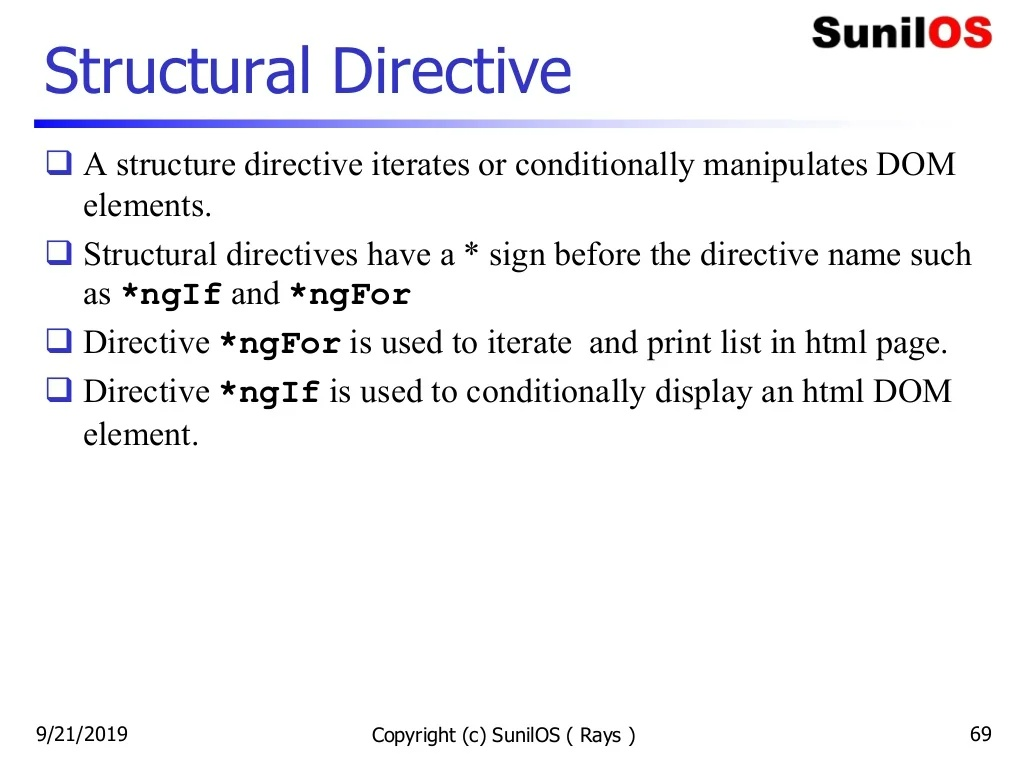 SunilOS
Structural Directive
A structure directive iterates or conditionally manipulates DOM
elements.
Structural directives have a * sign before the directive name such
as *ngIf and *ngFor
Directive *ngFor is used to iterate  and print list in html page.
Directive *ngIf is used to conditionally display an html DOM
element.
9/21/2019 Copyright (c) SunilOS ( Rays ) 69